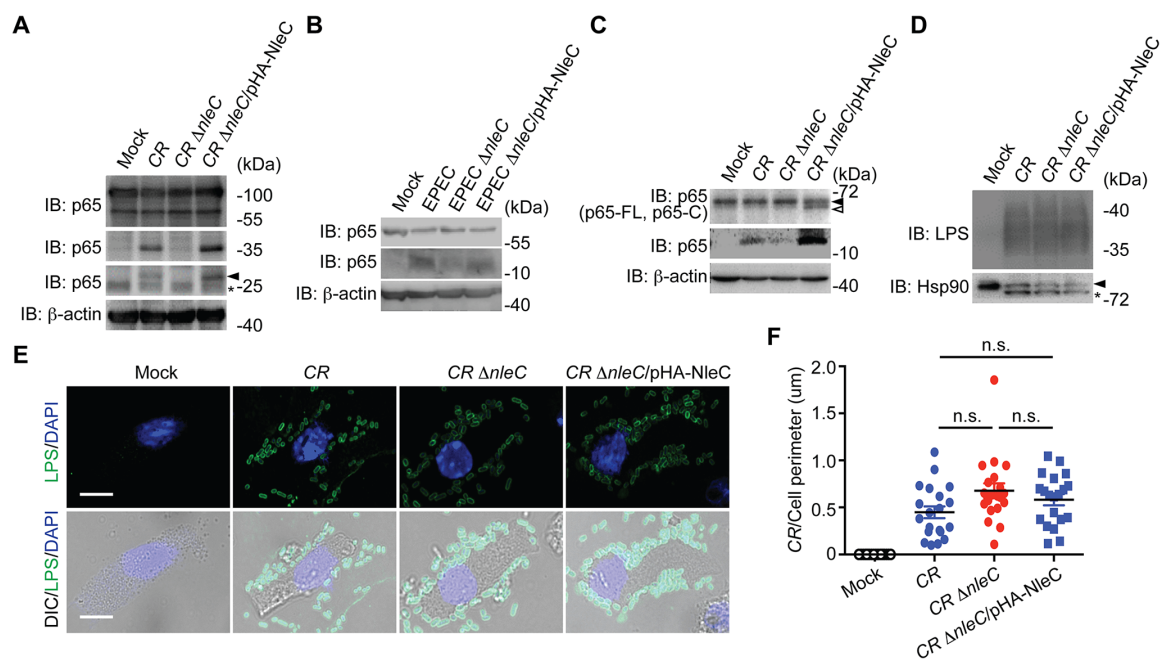 A
Mock
CR
CR ΔnleC
CR ΔnleC/pHA-NleC
(kDa)
IB: p65
-100
-55
IB: p65
-35
IB: p65
*
-25
IB: β-actin
-40
B
Mock
EPEC
EPEC ΔnleC
EPEC ΔnleC/pHA-NleC
(kDa)
IB: p65
-55
IB: p65
-10
IB: β-actin
-40
C
Mock
CR
CR ΔnleC
CR ΔnleC/pHA-NleC
(kDa)
-72
IB: p65
(p65-FL, p65-C)
IB: p65
-10
IB: β-actin
-40
D
Mock
CR
CR ΔnleC
CR ΔnleC/pHA-NleC
(kDa)
-40
IB: LPS
-35
IB: Hsp90
*
-72
E
Mock
CR
CR ΔnleC
CR ΔnleC/pHA-NleC
LPS/DAPI
DIC/LPS/DAPI
F
n.s.
n.s.
n.s.
CR/Cell perimeter (um)
2.0
1.5
1.0
0.5
0
Mock
CR
CR ΔnleC
CR ΔnleC/pHA-NleC